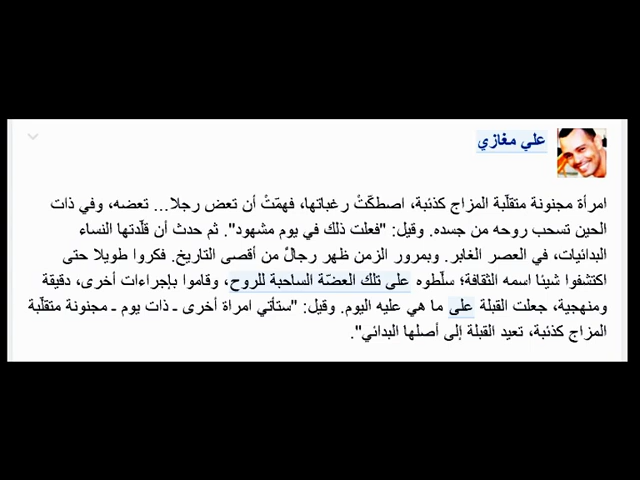 علي مغازي
امرأة مجنونة متقلّبة المزاج كذئبة، اصطكّتْ رغباتها، فهمّتْ أن تعض رجلا... تعضه، وفي ذات
الحين تسحب روحه من جسده. وقيل: "فعلت ذلك في يوم مشهود". ثم حدث أن قلّدتها النساء
البدائيات، في العصر الغابر. وبمرور الزمن ظهر رجالٌ من أقصى التاريخ. فكروا طويلا حتى
اكتشفوا شيئا اسمه الثقافة؛ سلّطوه على تلك العضّة الساحبة للروح، وقاموا بإجراءات أخرى، دقيقة
ومنهجية، جعلت القبلة على ما هي عليه اليوم. وقيل: "ستأتي امراة أخرى ـ ذات يوم ـ مجنونة متقلّبة
المزاج كذئبة، تعيد القبلة إلى أصلها البدائي".